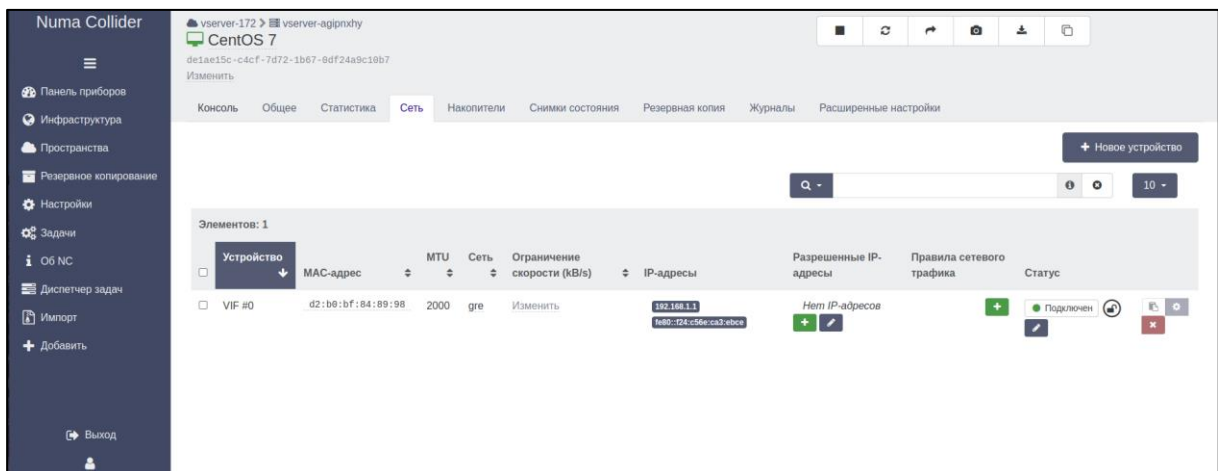 Numa Collider
vserver-172 > vserver-agipnxhy
CentOS 7
de1ae15c-c4cf-7d72-1b67-0df24a9c10b7
Изменить
Панель приборов
Инфраструктура
Пространства
Резервное копирование
Настройки
Задачи
Об NC
Диспетчер задач
Импорт
Добавить
Выход
Консоль Общее Статистика Сеть Накопители Снимки состояния Резервная копия Журналы Расширенные настройки
+ Новое устройство
10
Элементов: 1
Устройство MAC-адрес MTU Сеть Ограничение скорости (kB/s) IP-адресы Разрешенные IP-адресы Правила сетевого трафика Статус
VIF #0 d2:b0:bf:84:89:98 2000 gre Изменить 192.168.1.1 Нет IP-адресов Подключен
fe80::f24:c56e:ca3:ebce